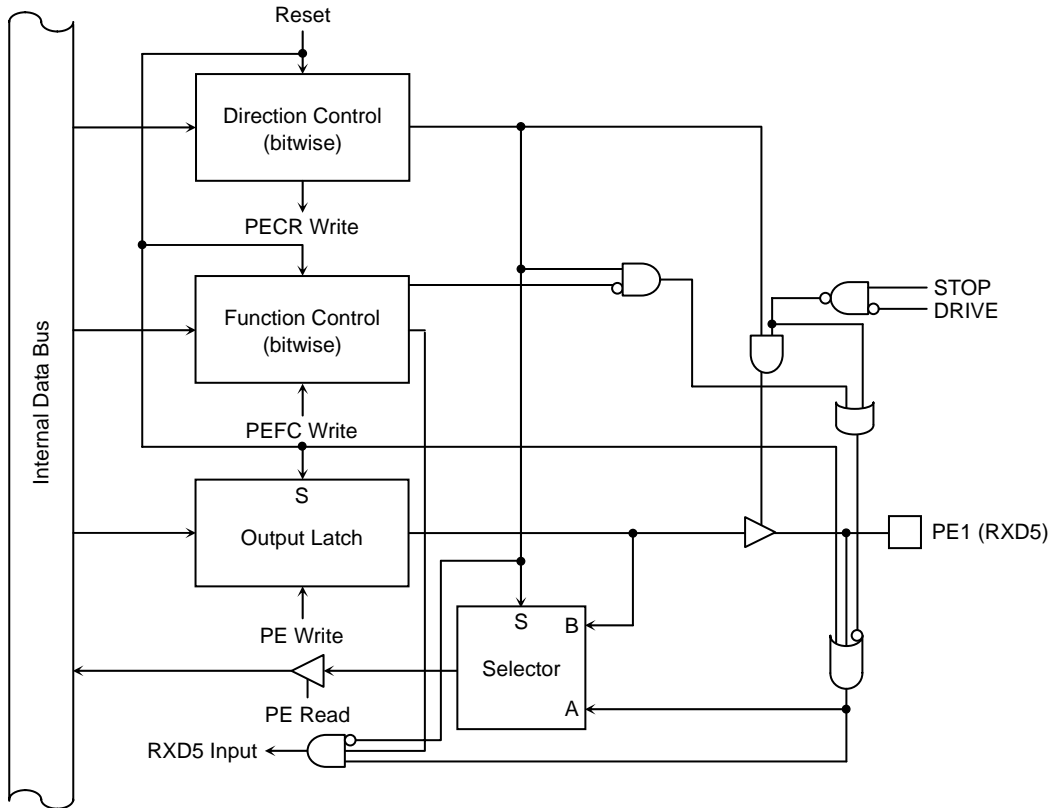 Reset
Direction Control
(bitwise)
PECR Write
STOP
DRIVE
Function Control
(bitwise)
PEFC Write
Internal Data Bus
S
Output Latch
PE1 (RXD5)
PE Write
S
B
Selector
A
PE Read
RXD5 Input